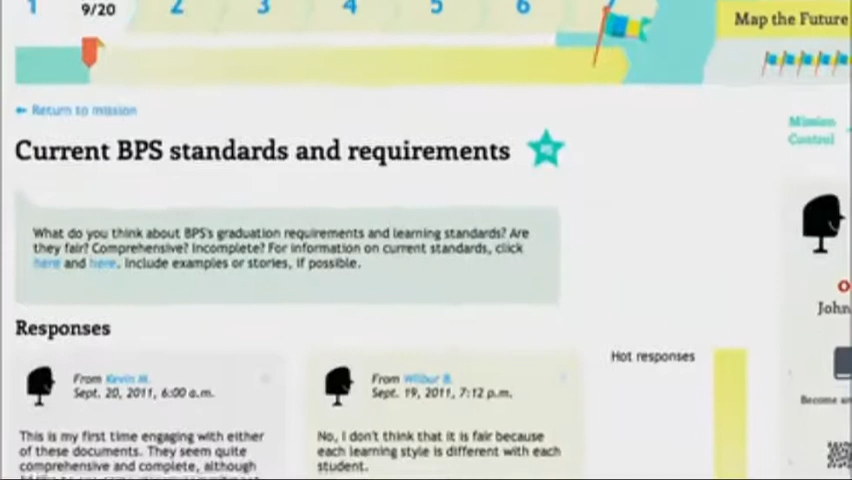 1 2 3 4 5 6
9/20
Map the Future
Return to mission
Mission
Control
Current BPS standards and requirements
What do you think about BPS's graduation requirements and learning standards? Are
they fair? Comprehensive? Incomplete? For information on current standards, click
here and here. Include examples or stories, if possible.
John
Responses
Hot responses
From Kevin M.
Sept. 20, 2011, 6:00 a.m.
From Wilbur B.
Sept. 19, 2011, 7:12 p.m.
Become an
This is my first time engaging with either
of these documents. They seem quite
comprehensive and complete, although
No, I don't think that it is fair because
each learning style is different with each
student.